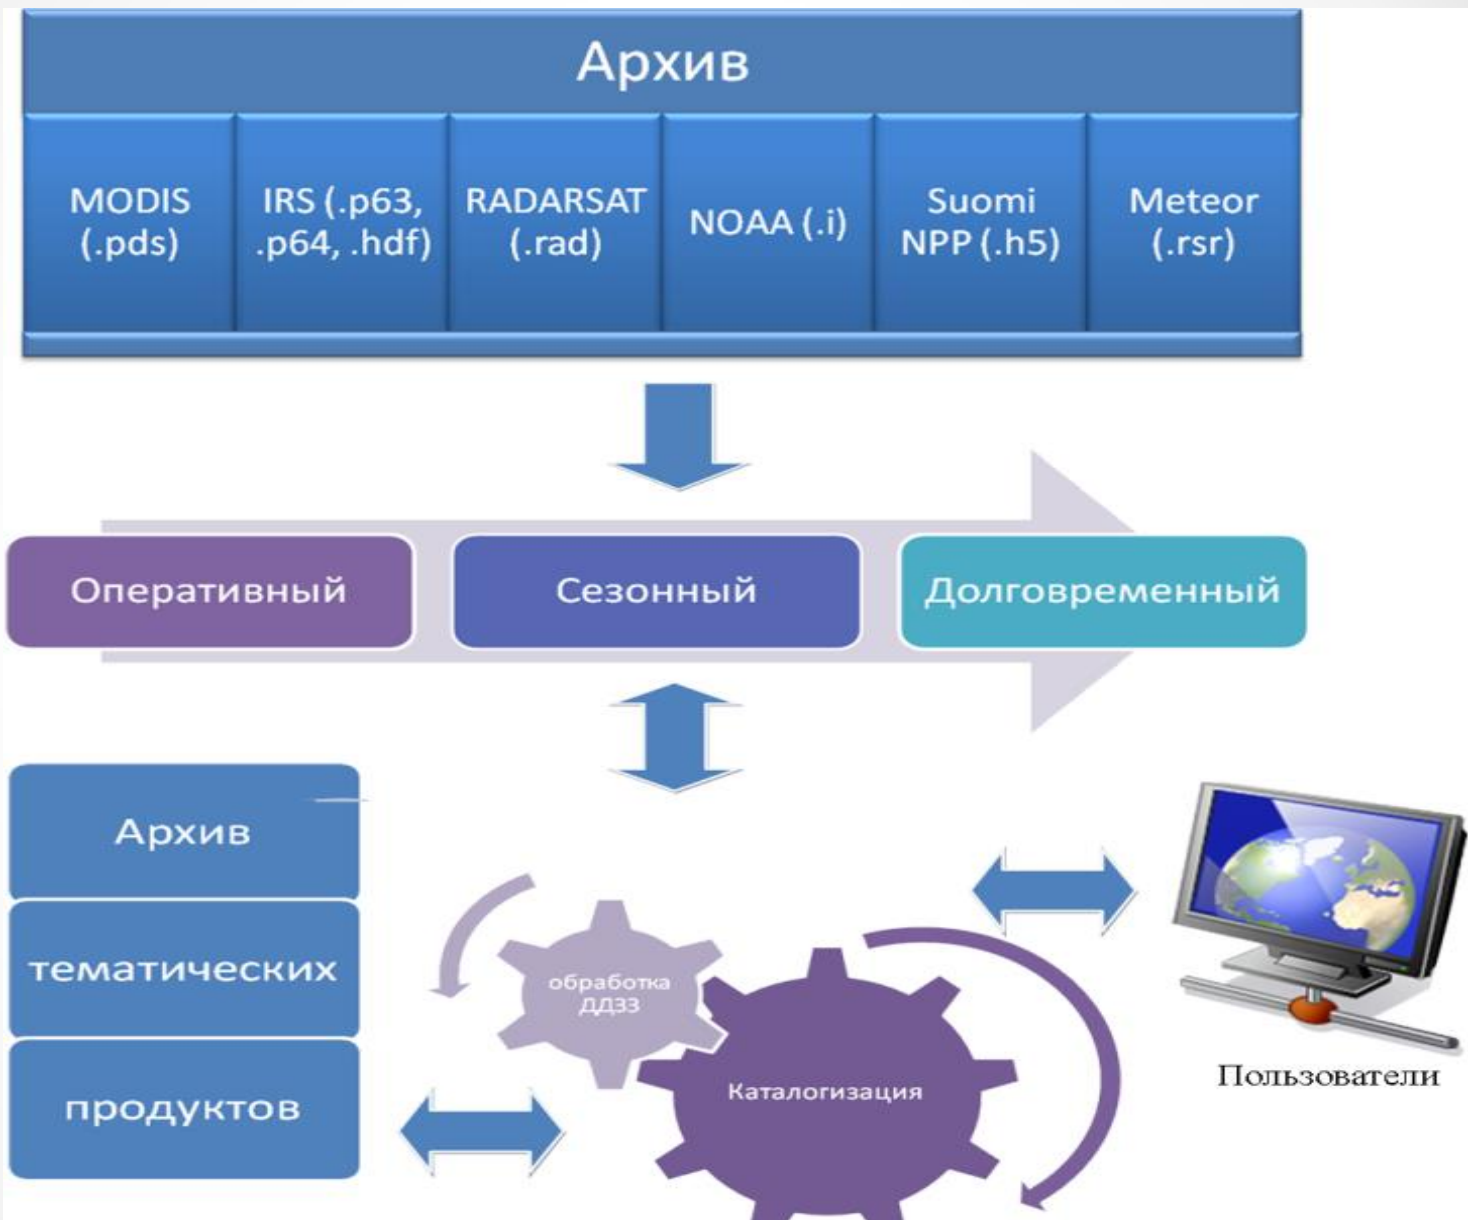 Архив
MODIS
(.pds)
IRS (.p63,
.p64, .hdf)
RADARSAT
(.rad)
NOAA (.i)
Suomi
NPP (.h5)
Meteor
(.rsr)
Оперативный
Сезонный
Долговременный
Архив
тематических
продуктов
обработка
ДДЗЗ
Каталогизация
Пользователи